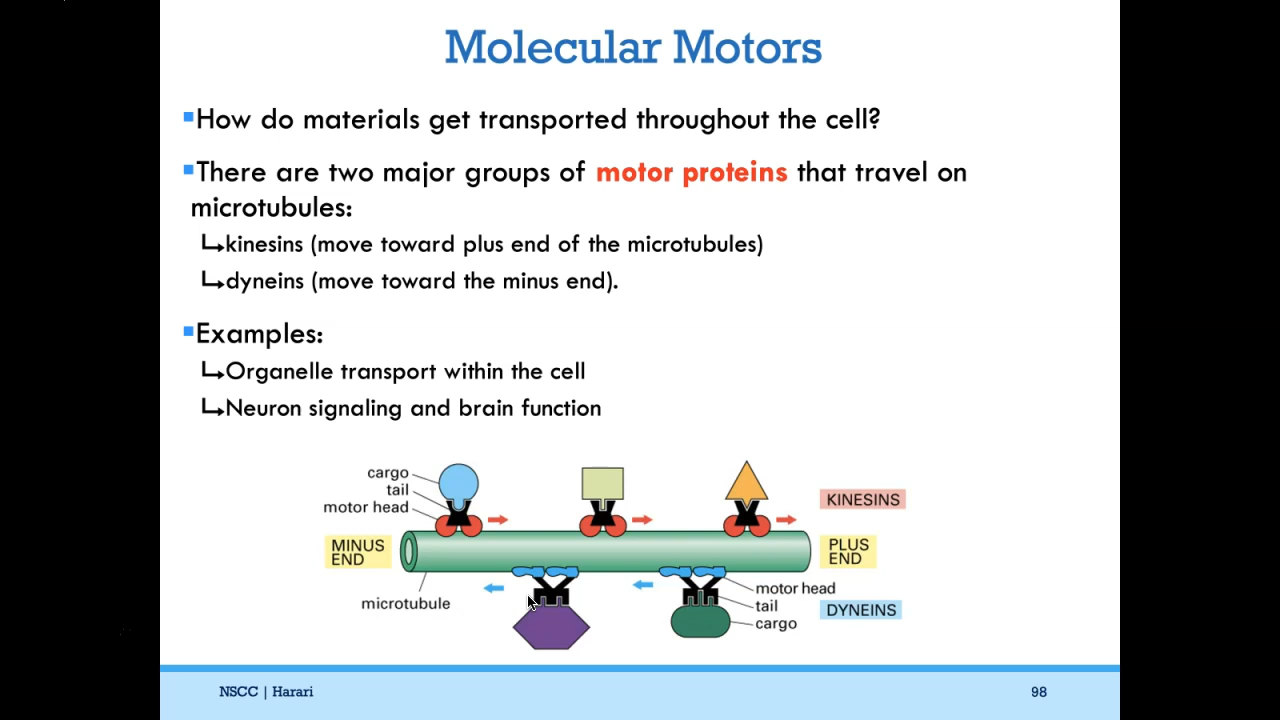 Molecular Motors
▪How do materials get transported throughout the cell?
▪There are two major groups of motor proteins that travel on
microtubules:
↳kinesins (move toward plus end of the microtubules)
↳dyneins (move toward the minus end).
▪Examples:
↳Organelle transport within the cell
↳Neuron signaling and brain function
cargo
tail
motor head
KINESINS
MINUS
END
PLUS
END
microtubule
motor head
tail
cargo
DYNEINS
NSCC | Harari
98